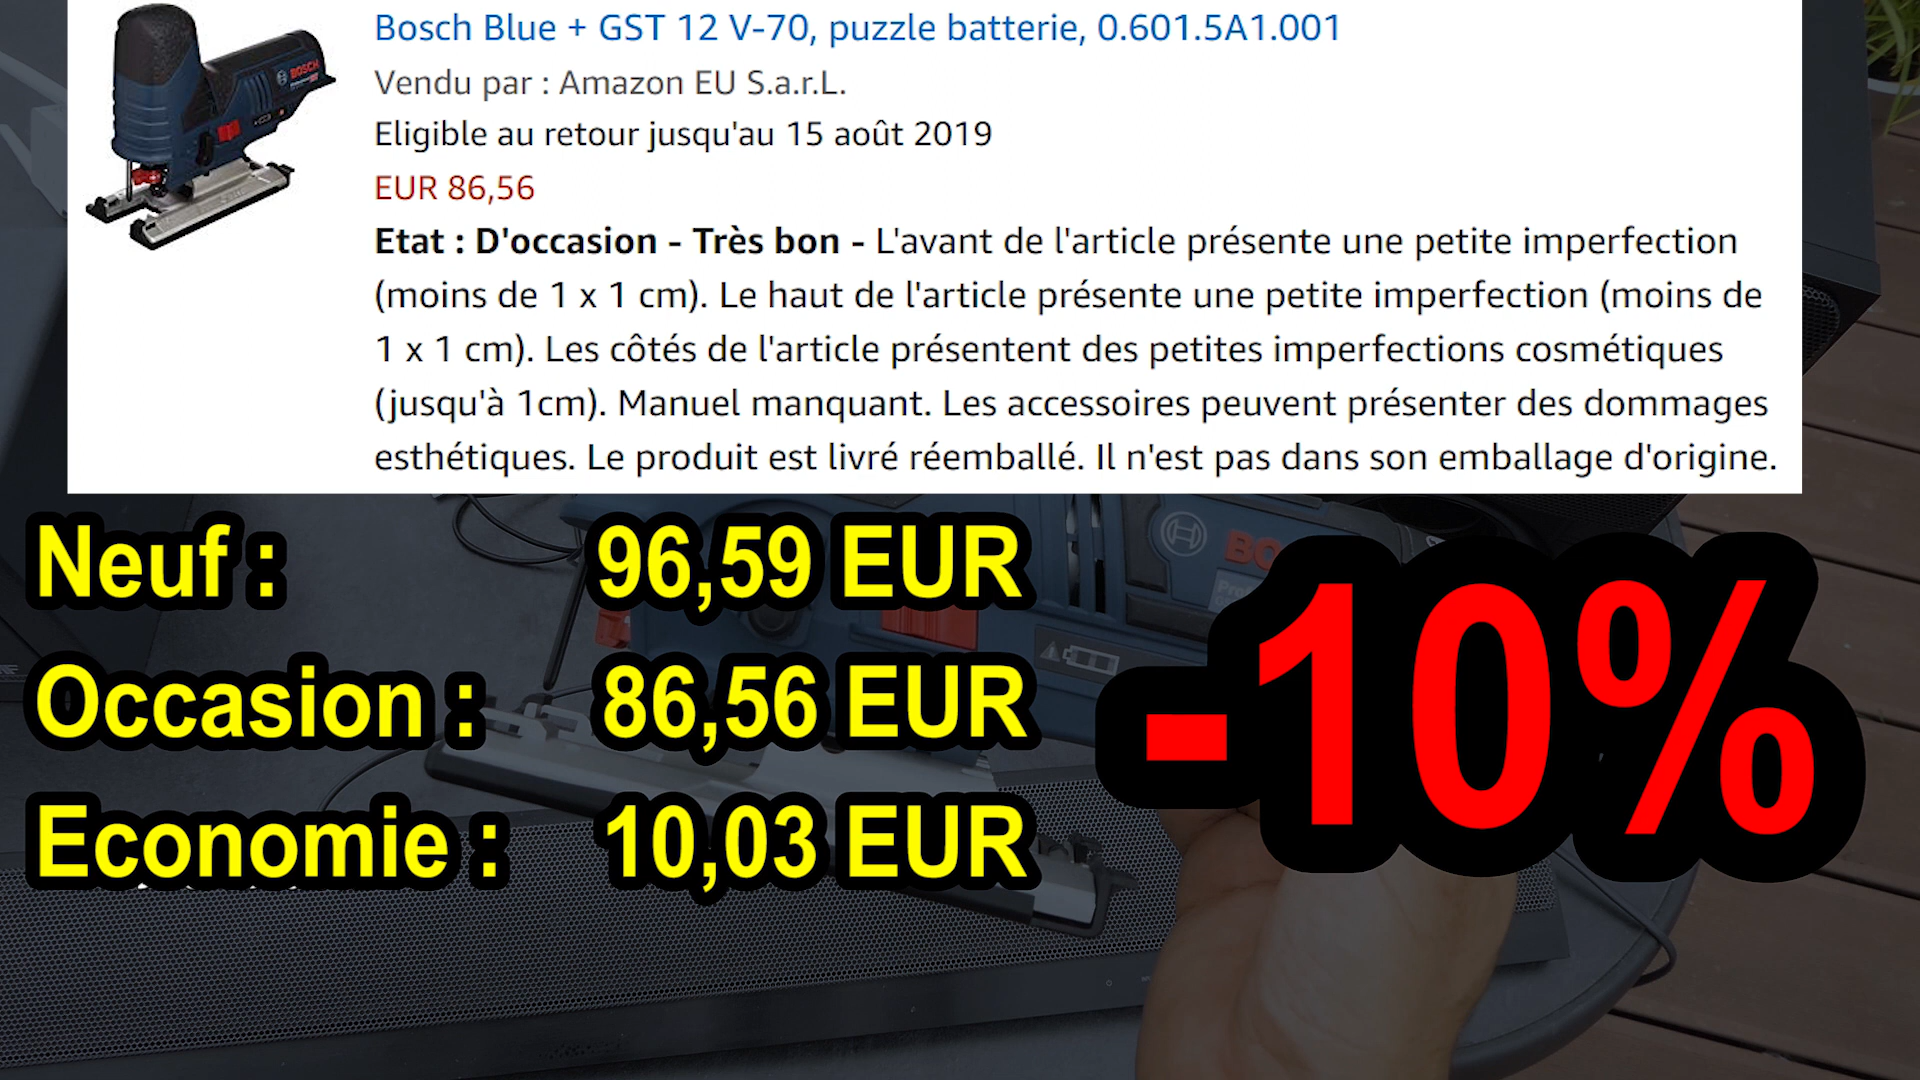 Bosch Blue + GST 12 V-70, puzzle batterie, 0.601.5A1.001
Vendu par : Amazon EU S.a.r.L.
Eligible au retour jusqu'au 15 août 2019
EUR 86,56
Etat : D'occasion - Très bon - L'avant de l'article présente une petite imperfection
(moins de 1 x 1 cm). Le haut de l'article présente une petite imperfection (moins de
1 x 1 cm). Les côtés de l'article présentent des petites imperfections cosmétiques
(jusqu'à 1cm). Manuel manquant. Les accessoires peuvent présenter des dommages
esthétiques. Le produit est livré réemballé. Il n'est pas dans son emballage d'origine.
BOSCH
Neuf : 96,59 EUR
Occasion : 86,56 EUR
Economie : 10,03 EUR
-10%
BO